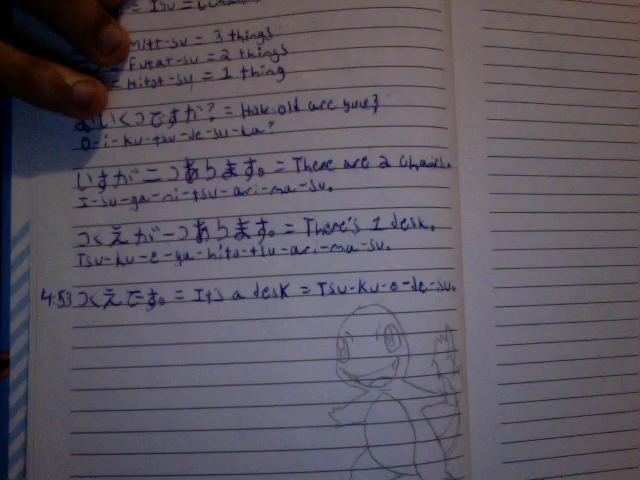 = Isu =
Mitt-su = 3 things
Futat-su = 2 things
= Hitot-su = 1 thing
おいくつですか? = How old are you?
O-i-ku-tsu-de-su-ka?
いすが二つあります。 = There are 2 chairs.
I-su-ga-ni-tsu-ari-ma-su.
つくえが一つあります。 = There's 1 desk.
Tsu-ku-e-ga-hito-tsu-ari-ma-su.
4:53 つくえです。 = It's a desk = Tsu-ku-e-de-su.